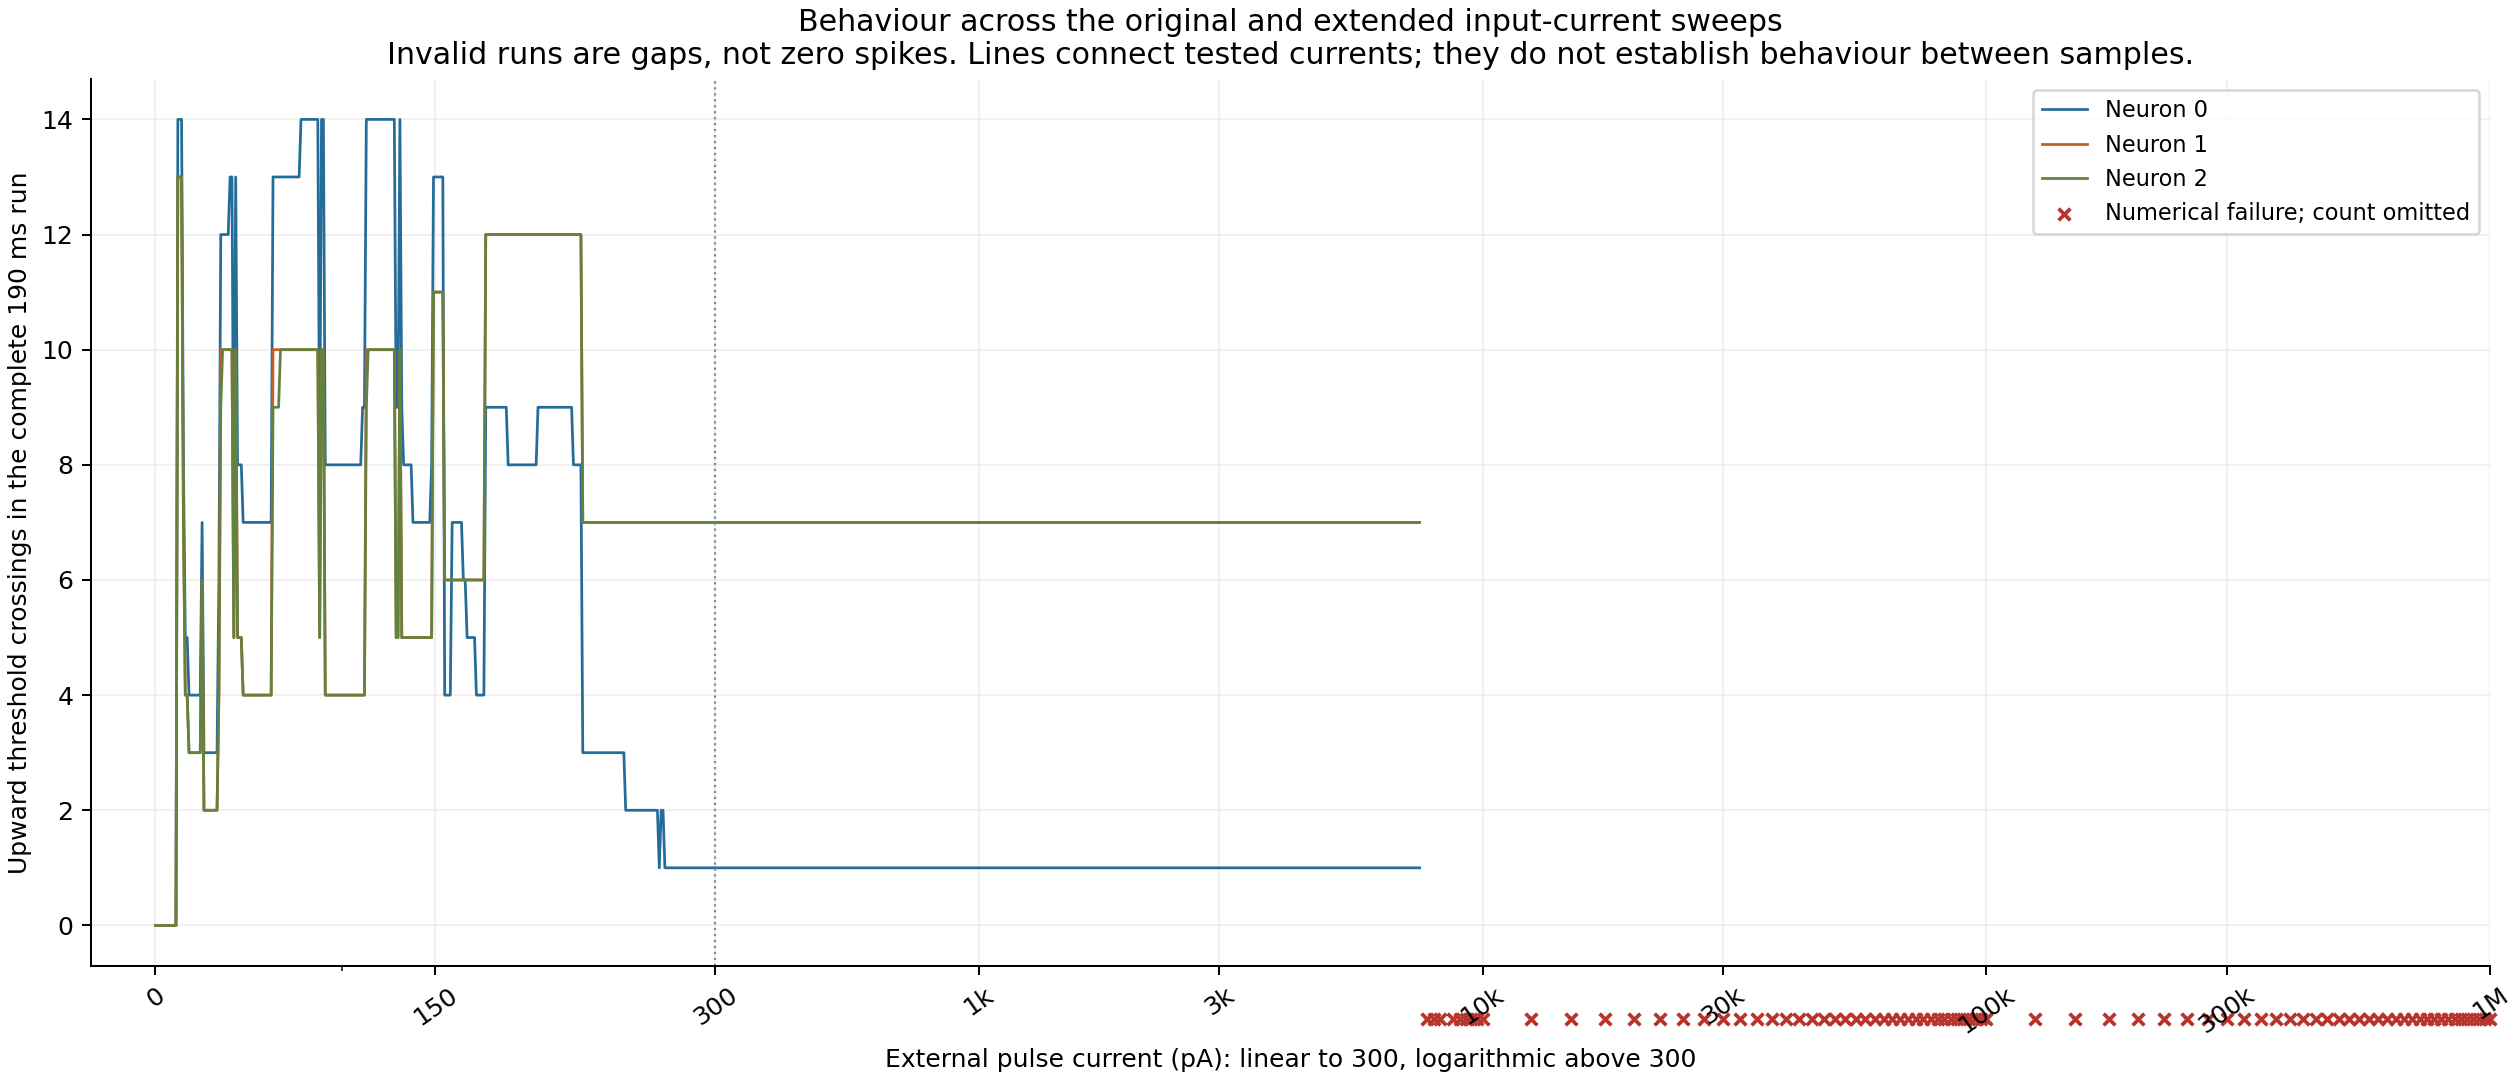 Behaviour across the original and extended input-current sweeps
Invalid runs are gaps, not zero spikes. Lines connect tested currents; they do not establish behaviour between samples.
Upward threshold crossings in the complete 190 ms run
14
12
10
8
6
4
2
0
Neuron 0
Neuron 1
Neuron 2
Numerical failure; count omitted
0
150
300
1k
3k
10k
30k
100k
300k
1M
External pulse current (pA): linear to 300, logarithmic above 300